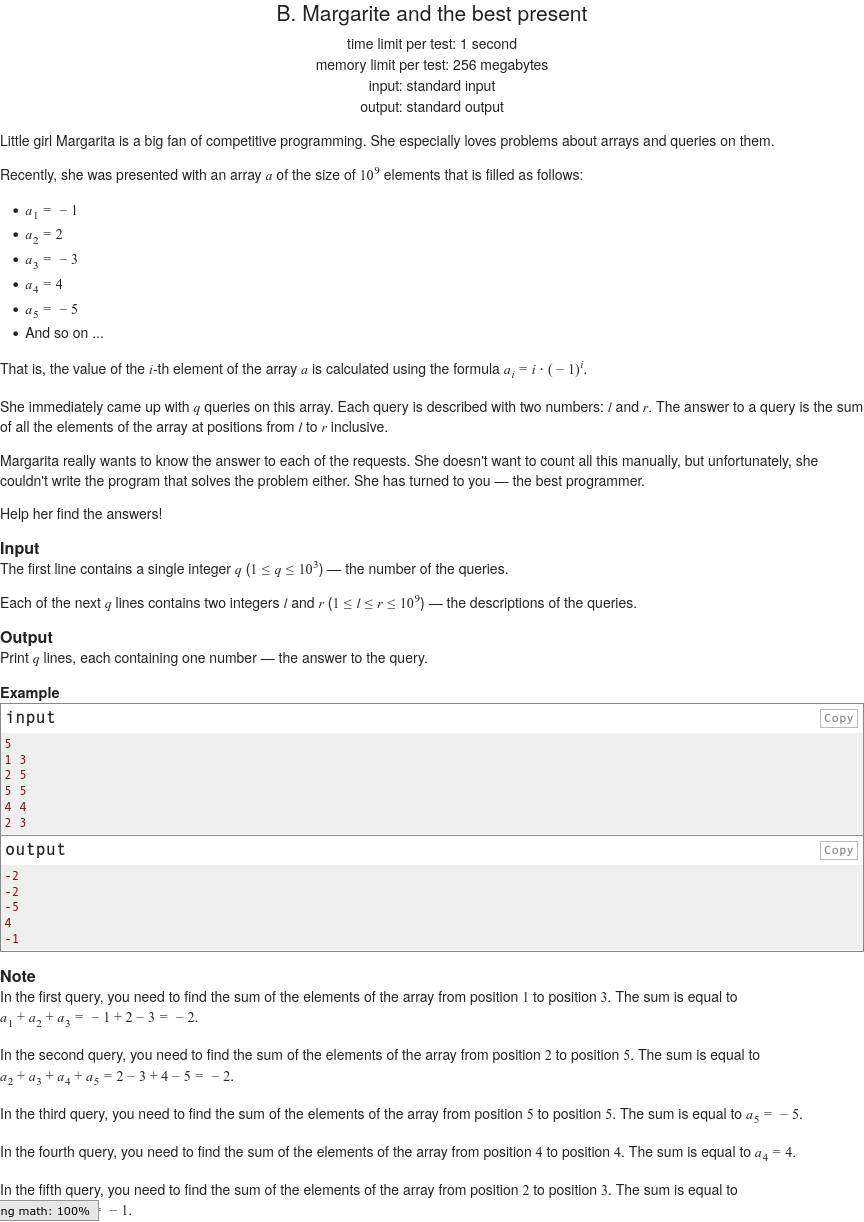 B. Margarite and the best present
time limit per test: 1 second
memory limit per test: 256 megabytes
input: standard input
output: standard output
Little girl Margarita is a big fan of competitive programming. She especially loves problems about arrays and queries on them.
Recently, she was presented with an array a of the size of 10^9 elements that is filled as follows:
• a_1 = - 1
• a_2 = 2
• a_3 = - 3
• a_4 = 4
• a_5 = - 5
• And so on ...
That is, the value of the i-th element of the array a is calculated using the formula a_i = i · ( - 1)^i.
She immediately came up with q queries on this array. Each query is described with two numbers: l and r. The answer to a query is the sum
of all the elements of the array at positions from l to r inclusive.
Margarita really wants to know the answer to each of the requests. She doesn't want to count all this manually, but unfortunately, she
couldn't write the program that solves the problem either. She has turned to you — the best programmer.
Help her find the answers!
Input
The first line contains a single integer q (1 ≤ q ≤ 10^3) — the number of the queries.
Each of the next q lines contains two integers l and r (1 ≤ l ≤ r ≤ 10^9) — the descriptions of the queries.
Output
Print q lines, each containing one number — the answer to the query.
Example
input Copy
5
1 3
2 5
5 5
4 4
2 3
output Copy
-2
-2
-5
4
-1
Note
In the first query, you need to find the sum of the elements of the array from position 1 to position 3. The sum is equal to
a_1 + a_2 + a_3 = - 1 + 2 - 3 = - 2.
In the second query, you need to find the sum of the elements of the array from position 2 to position 5. The sum is equal to
a_2 + a_3 + a_4 + a_5 = 2 - 3 + 4 - 5 = - 2.
In the third query, you need to find the sum of the elements of the array from position 5 to position 5. The sum is equal to a_5 = - 5.
In the fourth query, you need to find the sum of the elements of the array from position 4 to position 4. The sum is equal to a_4 = 4.
In the fifth query, you need to find the sum of the elements of the array from position 2 to position 3. The sum is equal to
ng math: 100% = - 1.